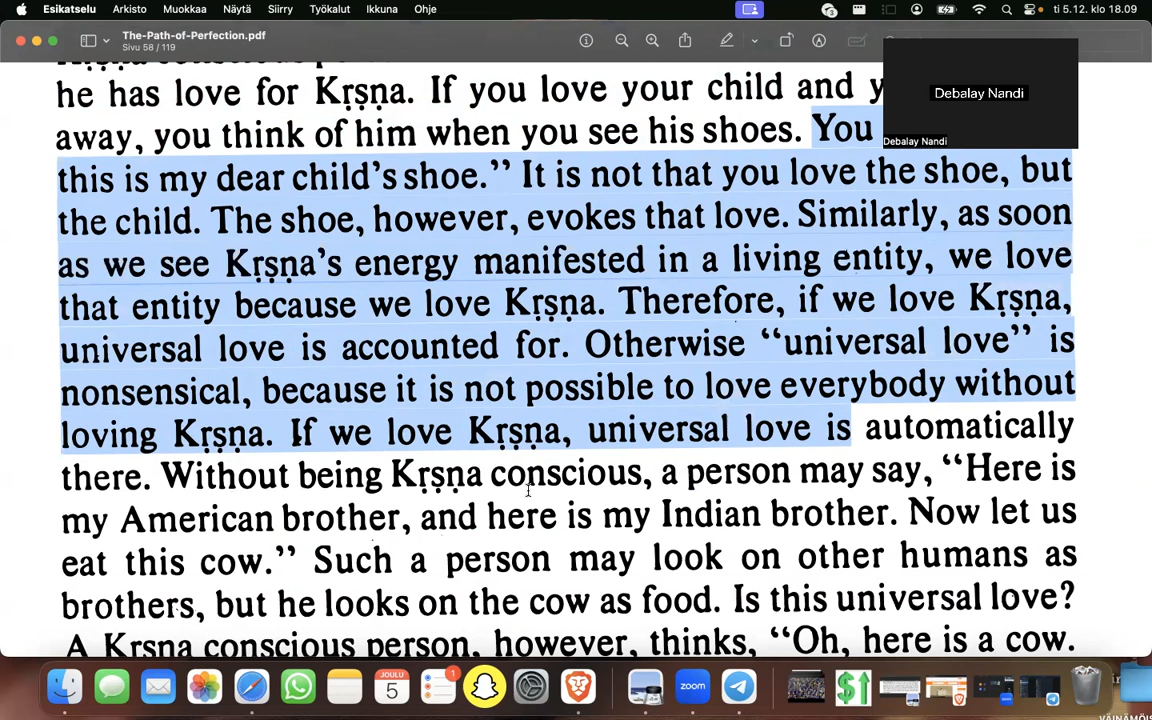 Esikatselu Arkisto Muokkaa Näytä Siirry Työkalut Ikkuna Ohje ti 5.12. klo 18.09
The-Path-of-Perfection.pdf
Sivu 58 / 119
he has love for Kṛṣṇa. If you love your child and
Debalay Nandi
away, you think of him when you see his shoes. You
Debalay Nandi
this is my dear child’s shoe.’’ It is not that you love the shoe, but
the child. The shoe, however, evokes that love. Similarly, as soon
as we see Kṛṣṇa’s energy manifested in a living entity, we love
that entity because we love Kṛṣṇa. Therefore, if we love Kṛṣṇa,
universal love is accounted for. Otherwise ‘‘universal love’’ is
nonsensical, because it is not possible to love everybody without
loving Kṛṣṇa. If we love Kṛṣṇa, universal love is automatically
there. Without being Kṛṣṇa conscious, a person may say, ‘‘Here is
my American brother, and here is my Indian brother. Now let us
eat this cow.’’ Such a person may look on other humans as
brothers, but he looks on the cow as food. Is this universal love?
A Kṛṣṇa conscious person, however, thinks, ‘‘Oh, here is a cow.
JOULU
5
1
zoom